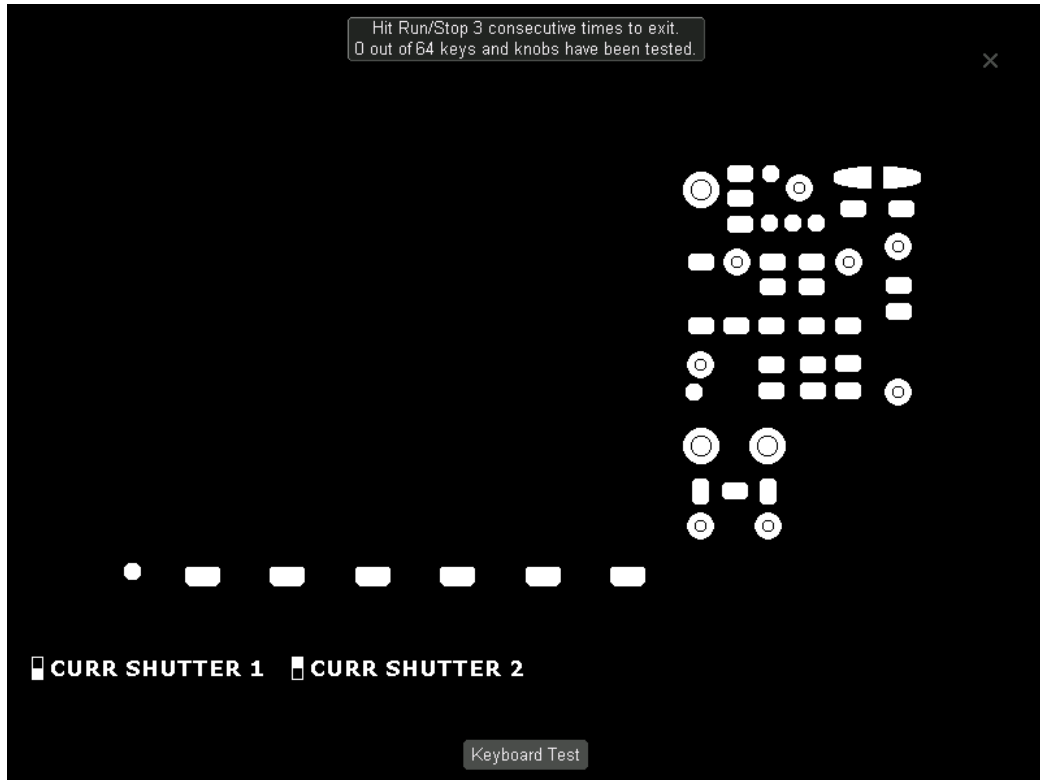 Hit Run/Stop 3 consecutive times to exit.
0 out of 64 keys and knobs have been tested.
CURR SHUTTER 1 CURR SHUTTER 2
Keyboard Test